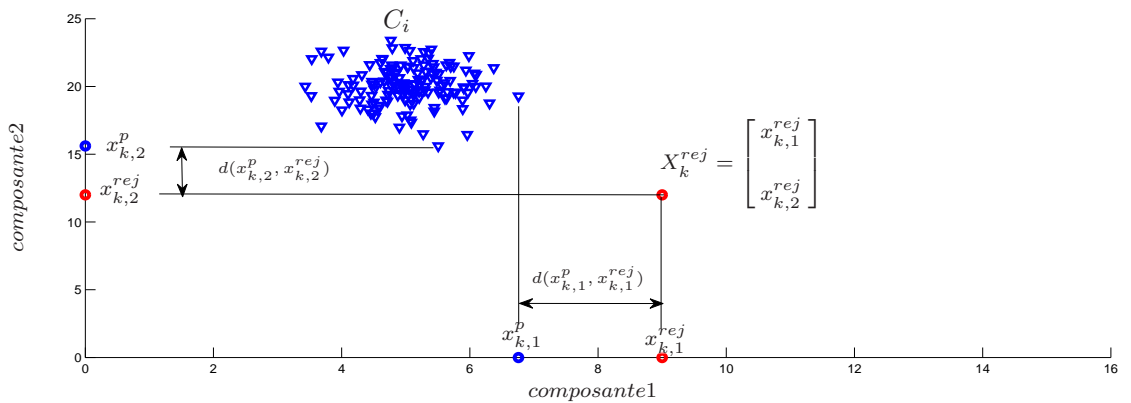 25
C_i
20
composante2
x^p_{k,2}
15
d(x^p_{k,2}, x^{rej}_{k,2})
X^{rej}_k = [ x^{rej}_{k,1} x^{rej}_{k,2} ]
x^{rej}_{k,2}
10
5
d(x^p_{k,1}, x^{rej}_{k,1})
x^p_{k,1} x^{rej}_{k,1}
0
0 2 4 6 8 10 12 14 16
composante1